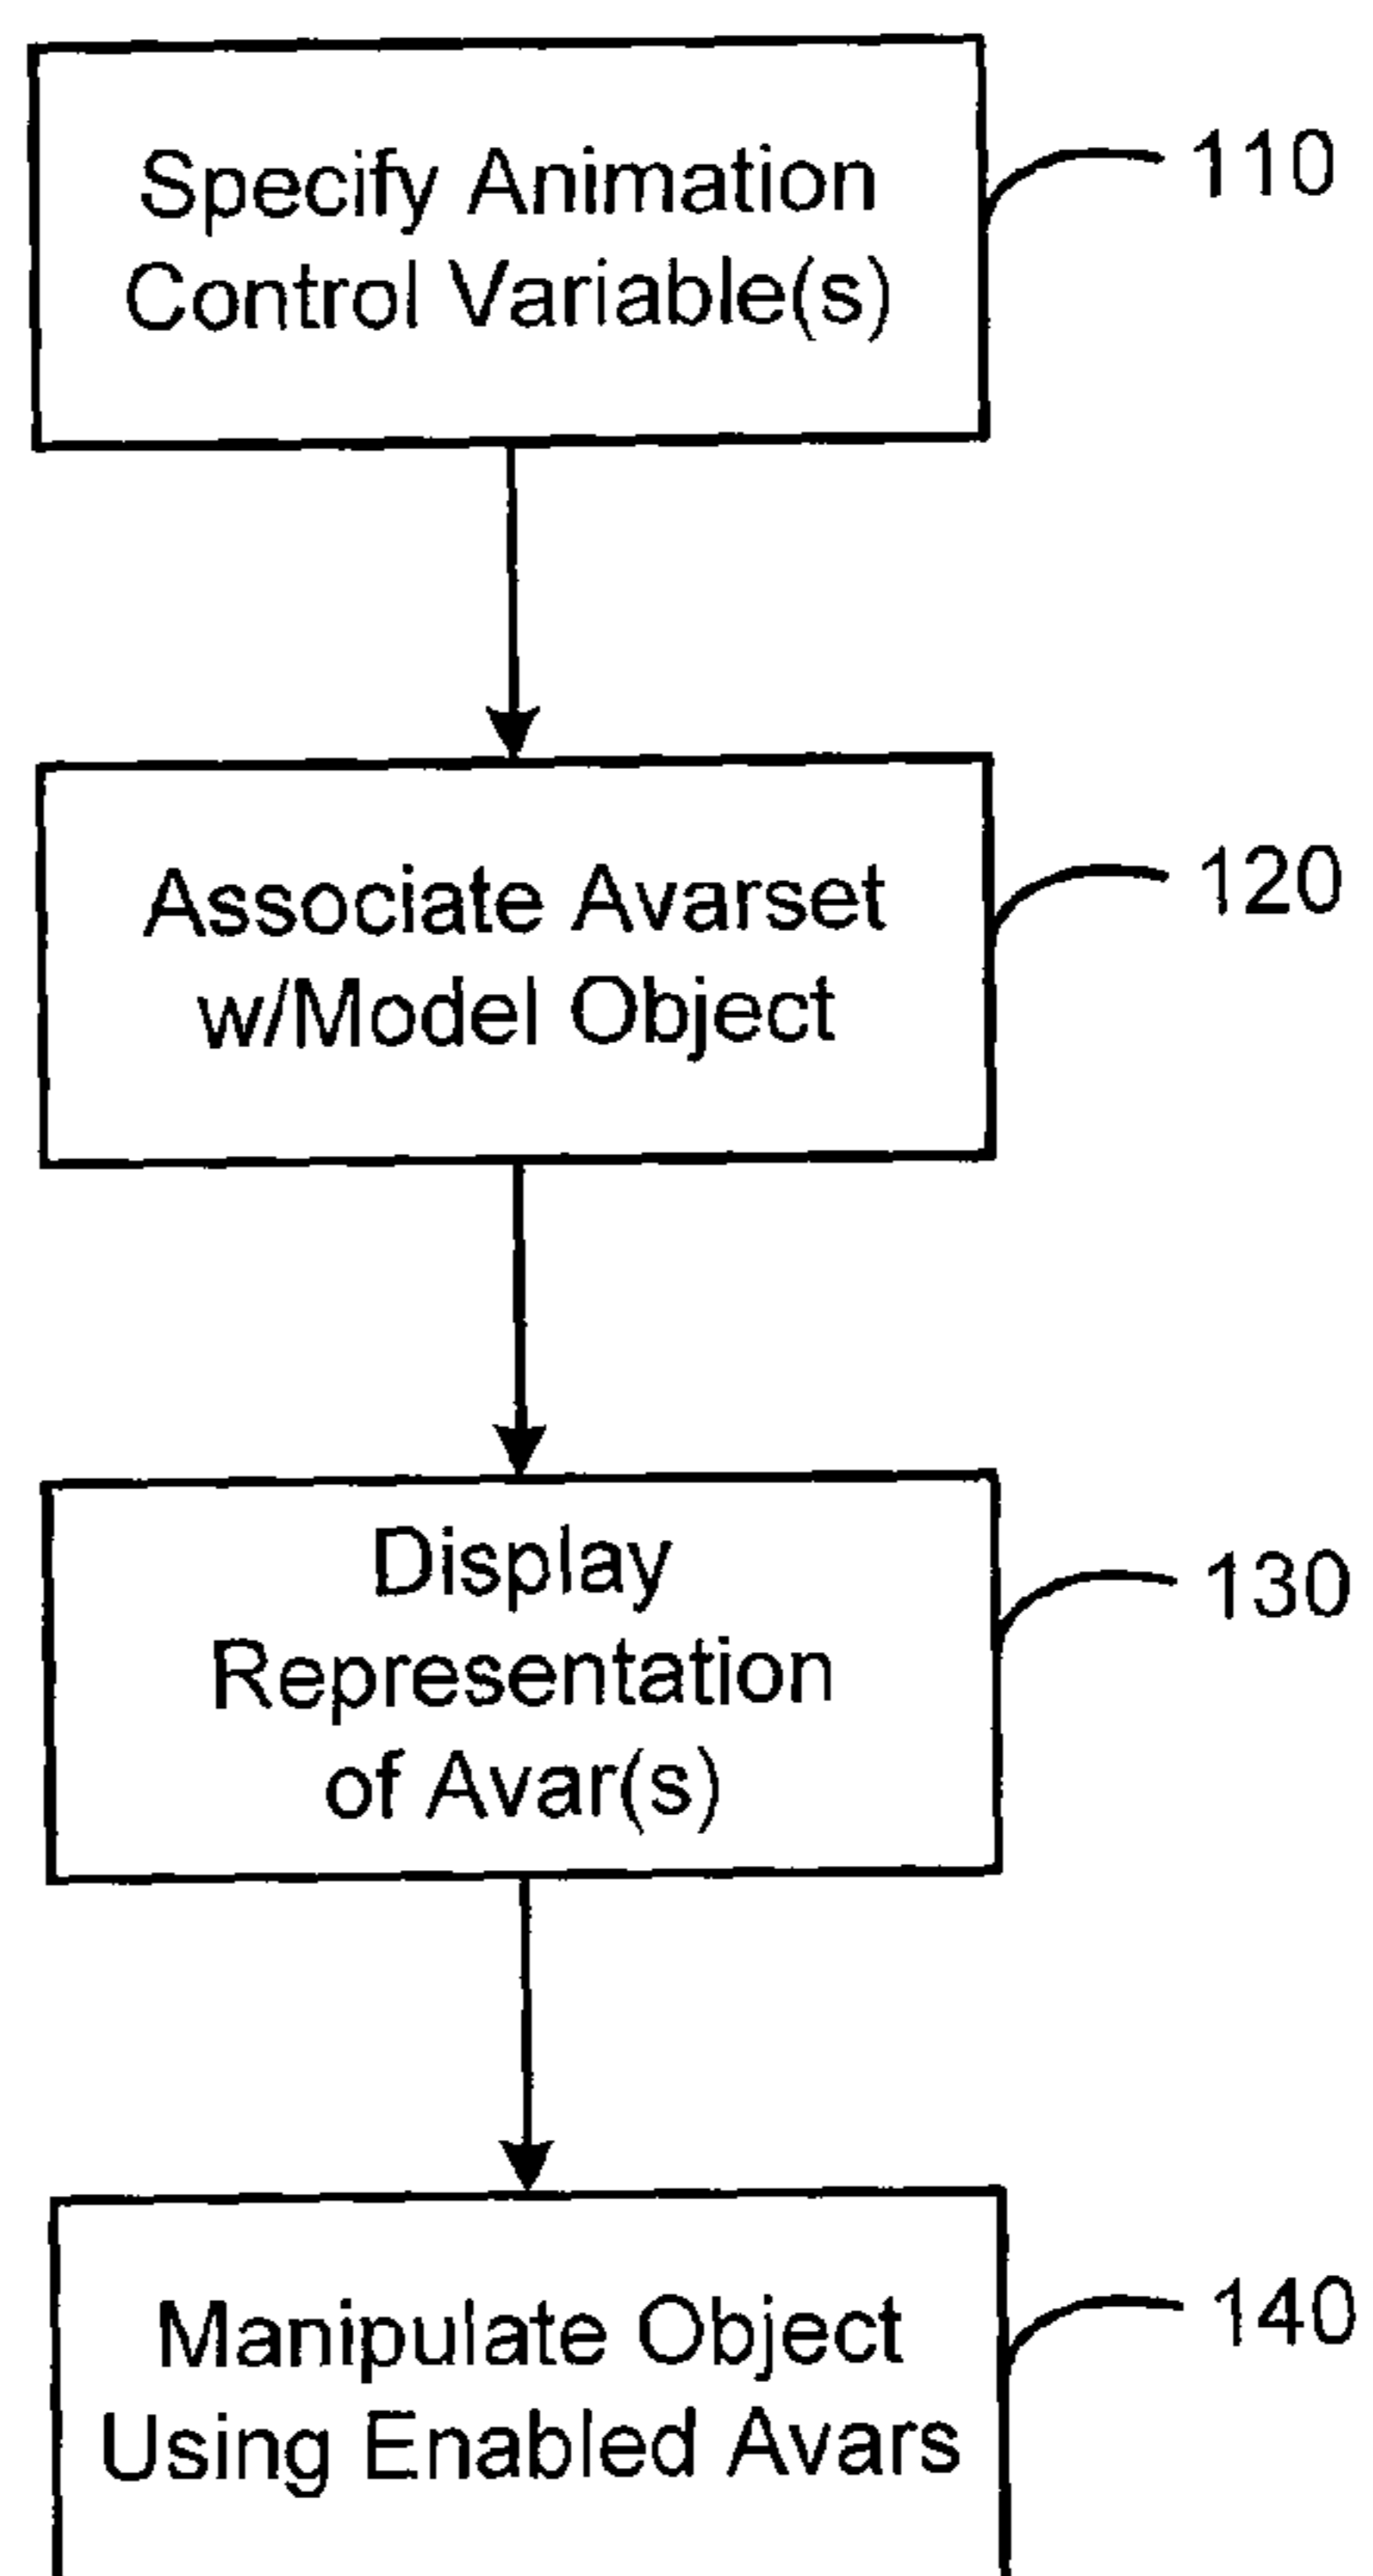 Specify Animation
Control Variable(s)
110
Associate Avarset
w/Model Object
120
Display
Representation
of Avar(s)
130
Manipulate Object
Using Enabled Avars
140